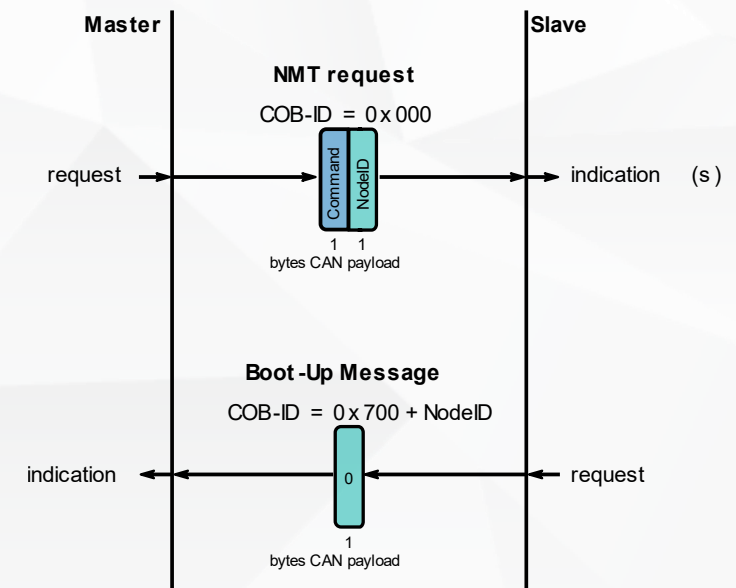 Master
Slave
NMT request
COB-ID = 0x000
request
Command
NodeID
indication (s)
1 1
bytes CAN payload
Boot-Up Message
COB-ID = 0x700 + NodeID
indication
0
request
1
bytes CAN payload